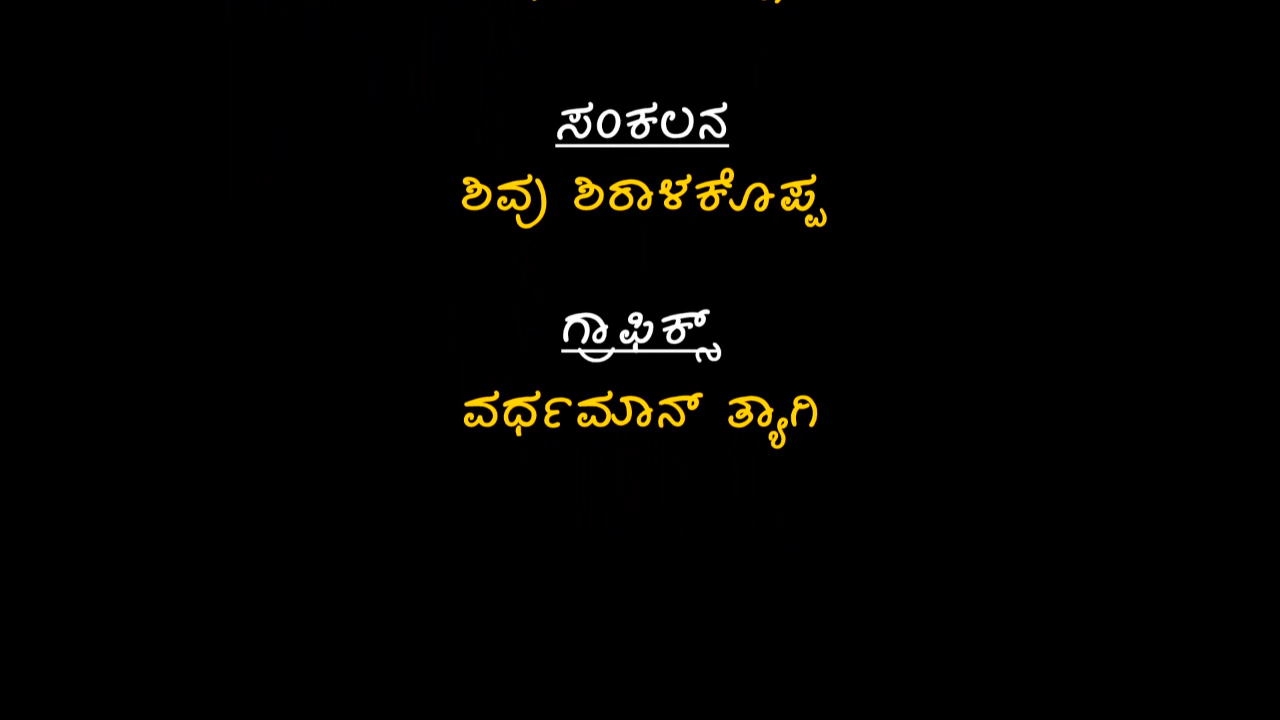 ಸಂಕಲನ
ಶಿವು ಶಿರಾಳಕೊಪ್ಪ
ಗ್ರಾಫಿಕ್ಸ್
ವರ್ಧಮಾನ್ ತ್ಯಾಗಿ